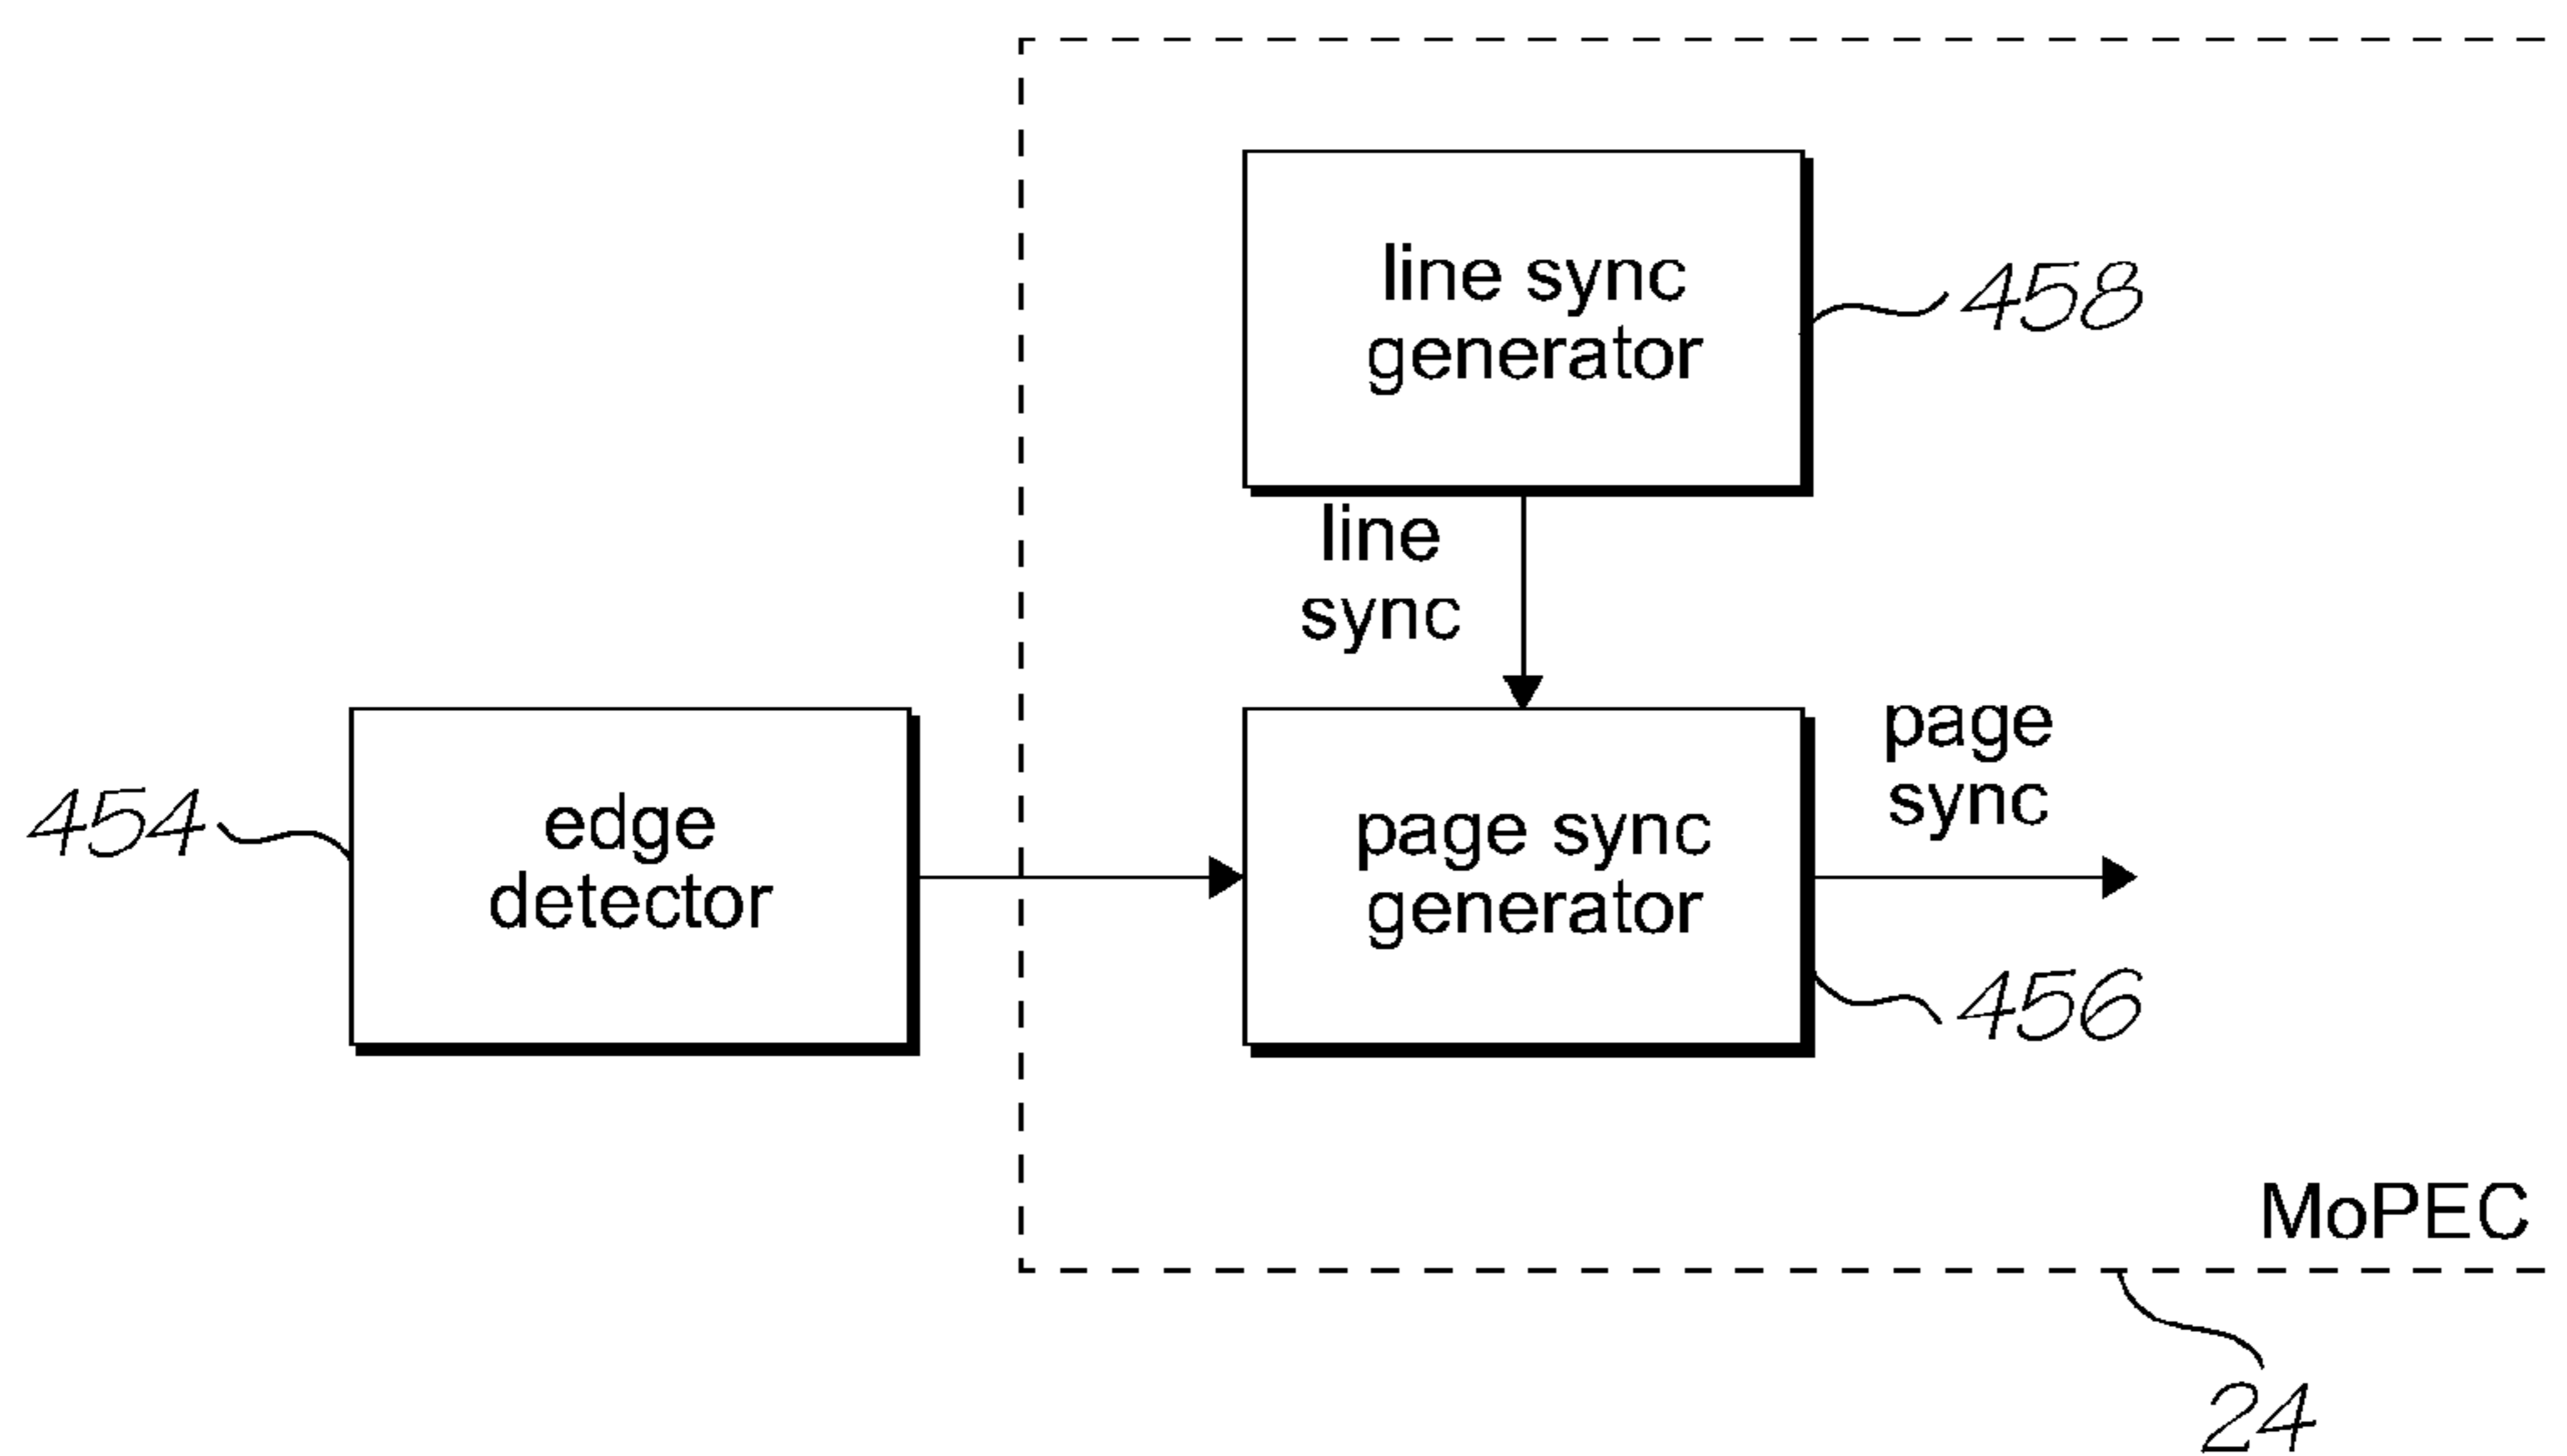 line sync
generator
458
line
sync
454
edge
detector
page sync
generator
page
sync
456
MoPEC
24